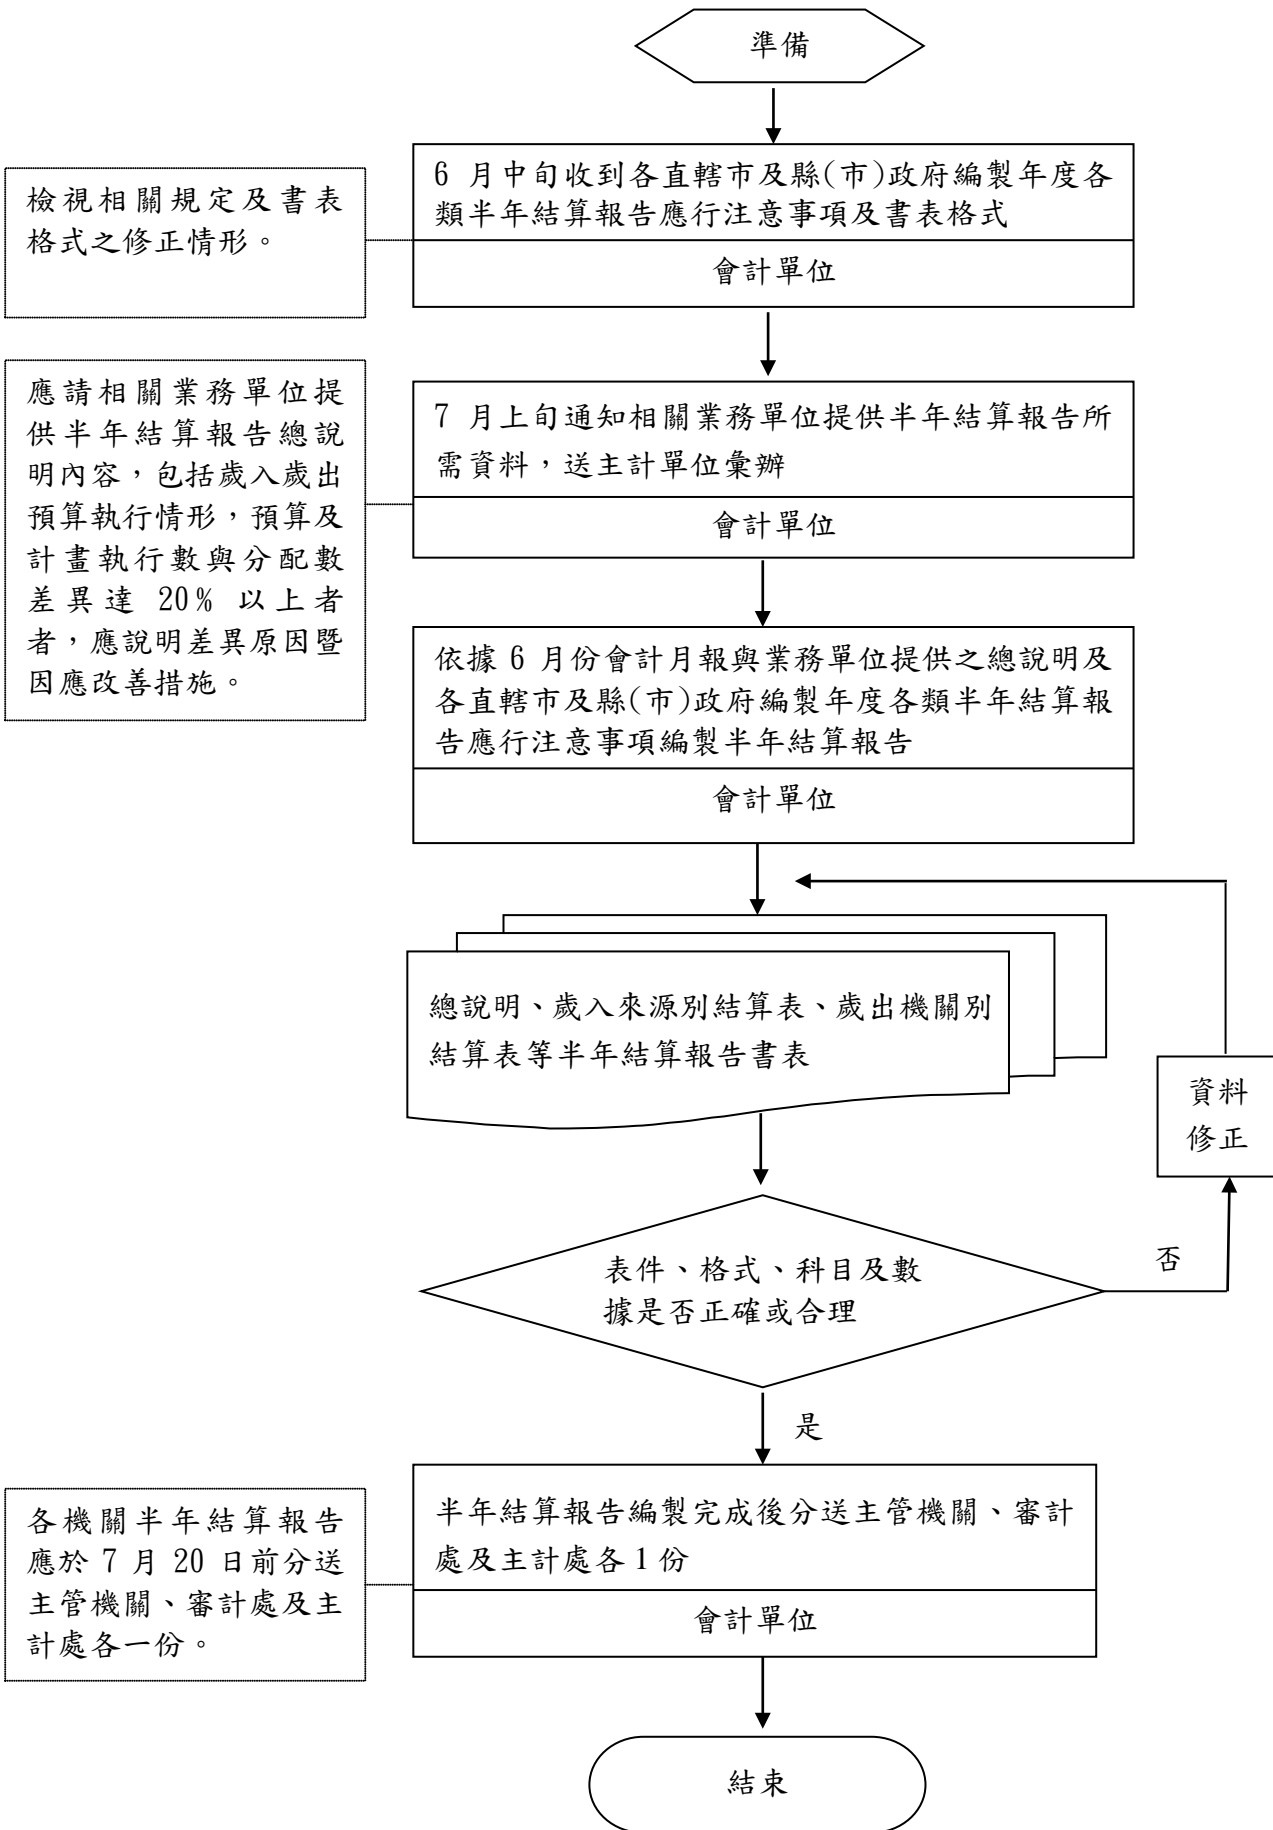 準備
6 月中旬收到各直轄市及縣(市)政府編製年度各
類半年結算報告應行注意事項及書表格式
會計單位
檢視相關規定及書表
格式之修正情形。
7 月上旬通知相關業務單位提供半年結算報告所
需資料，送主計單位彙辦
會計單位
應請相關業務單位提
供半年結算報告總說
明內容，包括歲入歲出
預算執行情形，預算及
計畫執行數與分配數
差異達 20% 以上者
者，應說明差異原因暨
因應改善措施。
依據 6 月份會計月報與業務單位提供之總說明及
各直轄市及縣(市)政府編製年度各類半年結算報
告應行注意事項編製半年結算報告
會計單位
總說明、歲入來源別結算表、歲出機關別
結算表等半年結算報告書表
資料
修正
表件、格式、科目及數
據是否正確或合理
否
是
半年結算報告編製完成後分送主管機關、審計
處及主計處各 1 份
會計單位
各機關半年結算報告
應於 7 月 20 日前分送
主管機關、審計處及主
計處各一份。
結束